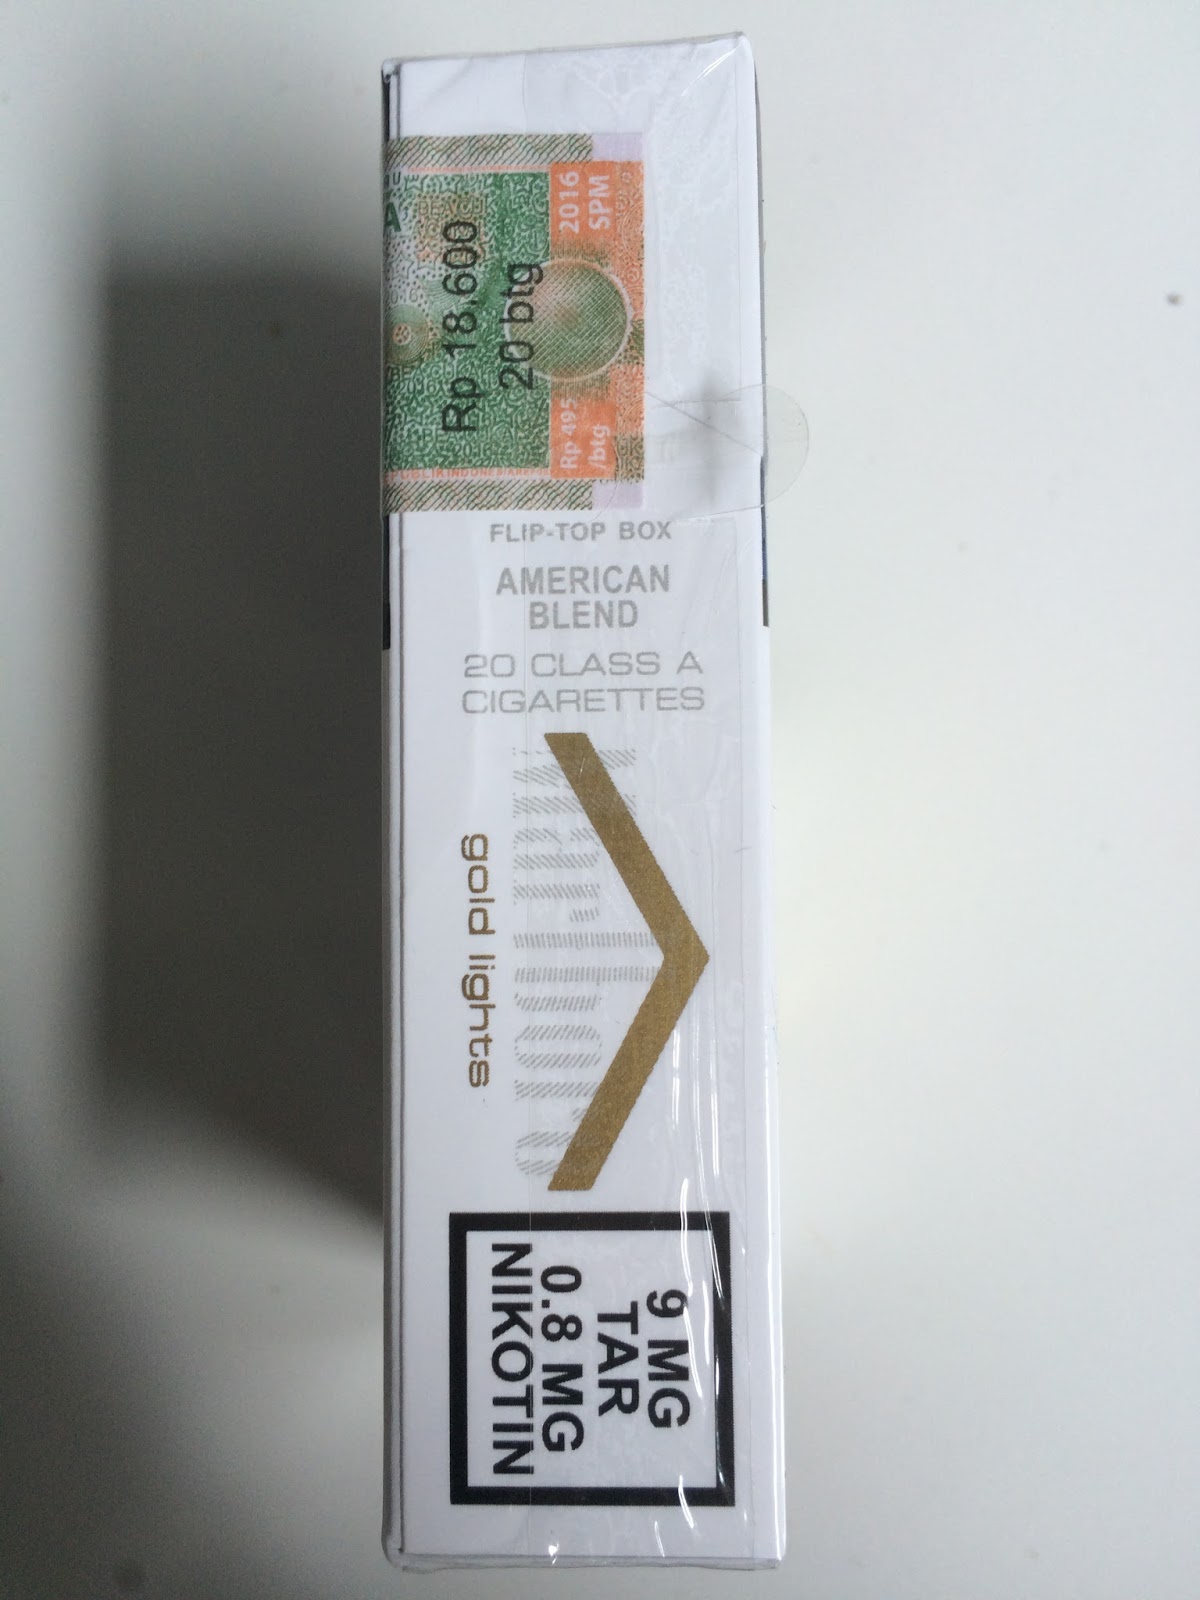 Rp 18.600
20 btg
2016
SPM
Rp 495
/btg
FLIP-TOP BOX
AMERICAN
BLEND
20 CLASS A
CIGARETTES
Marlboro
gold lights
9 MG
TAR
0.8 MG
NIKOTIN